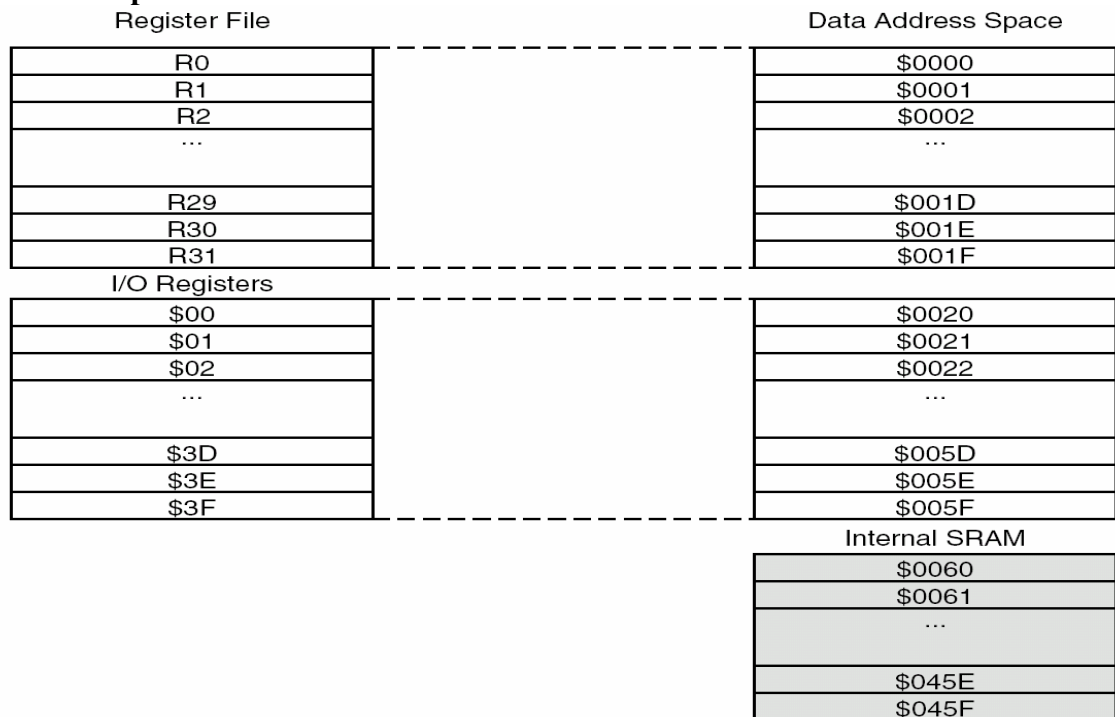 Register File
Data Address Space
R0
$0000
R1
$0001
R2
$0002
...
...
R29
$001D
R30
$001E
R31
$001F
I/O Registers
$00
$0020
$01
$0021
$02
$0022
...
...
$3D
$005D
$3E
$005E
$3F
$005F
Internal SRAM
$0060
$0061
...
$045E
$045F